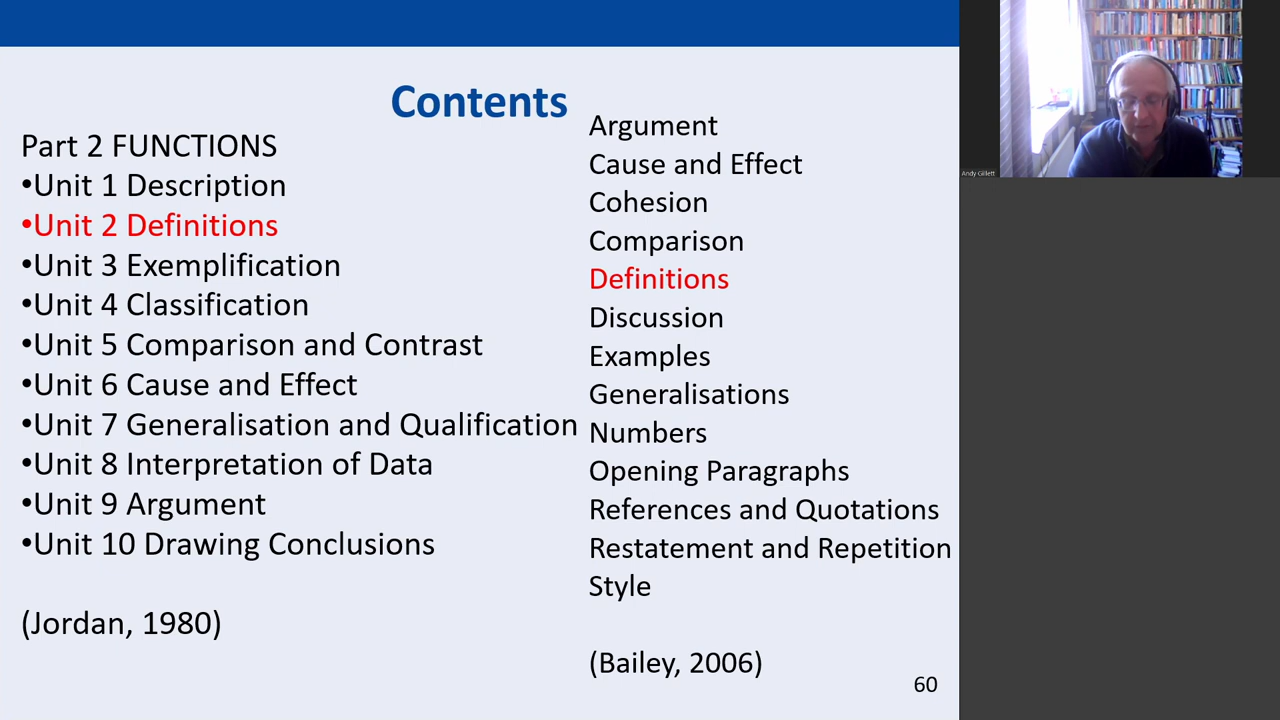 Contents
Part 2 FUNCTIONS
•Unit 1 Description
•Unit 2 Definitions
•Unit 3 Exemplification
•Unit 4 Classification
•Unit 5 Comparison and Contrast
•Unit 6 Cause and Effect
•Unit 7 Generalisation and Qualification
•Unit 8 Interpretation of Data
•Unit 9 Argument
•Unit 10 Drawing Conclusions
(Jordan, 1980)
Argument
Cause and Effect
Cohesion
Comparison
Definitions
Discussion
Examples
Generalisations
Numbers
Opening Paragraphs
References and Quotations
Restatement and Repetition
Style
(Bailey, 2006)
60
Andy Gillett